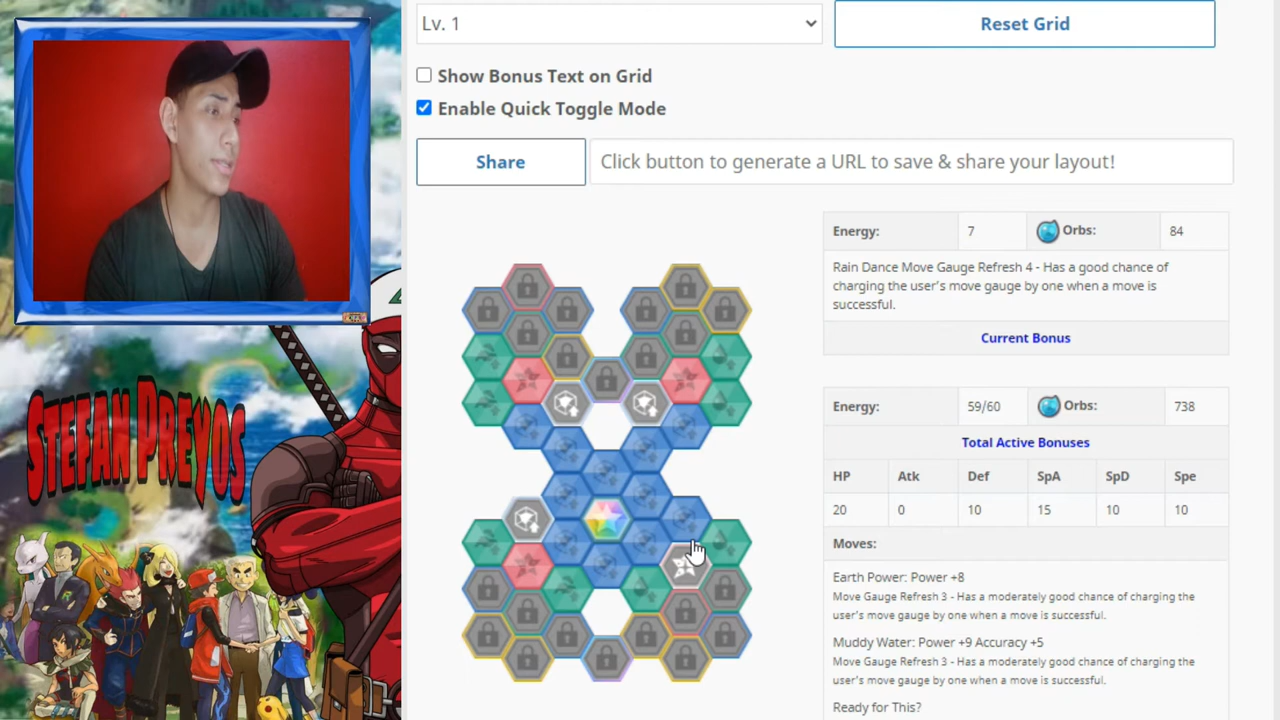 Lv. 1
Reset Grid
Show Bonus Text on Grid
Enable Quick Toggle Mode
Share
Click button to generate a URL to save & share your layout!
Energy: 7 Orbs: 84
Rain Dance Move Gauge Refresh 4 - Has a good chance of
charging the user's move gauge by one when a move is
successful.
Current Bonus
Energy: 59/60 Orbs: 738
Total Active Bonuses
HP Atk Def SpA SpD Spe
20 0 10 15 10 10
Moves:
Earth Power: Power +8
Move Gauge Refresh 3 - Has a moderately good chance of charging the
user's move gauge by one when a move is successful.
Muddy Water: Power +9 Accuracy +5
Move Gauge Refresh 3 - Has a moderately good chance of charging the
user's move gauge by one when a move is successful.
Ready for This?
STEFAN PREVOS